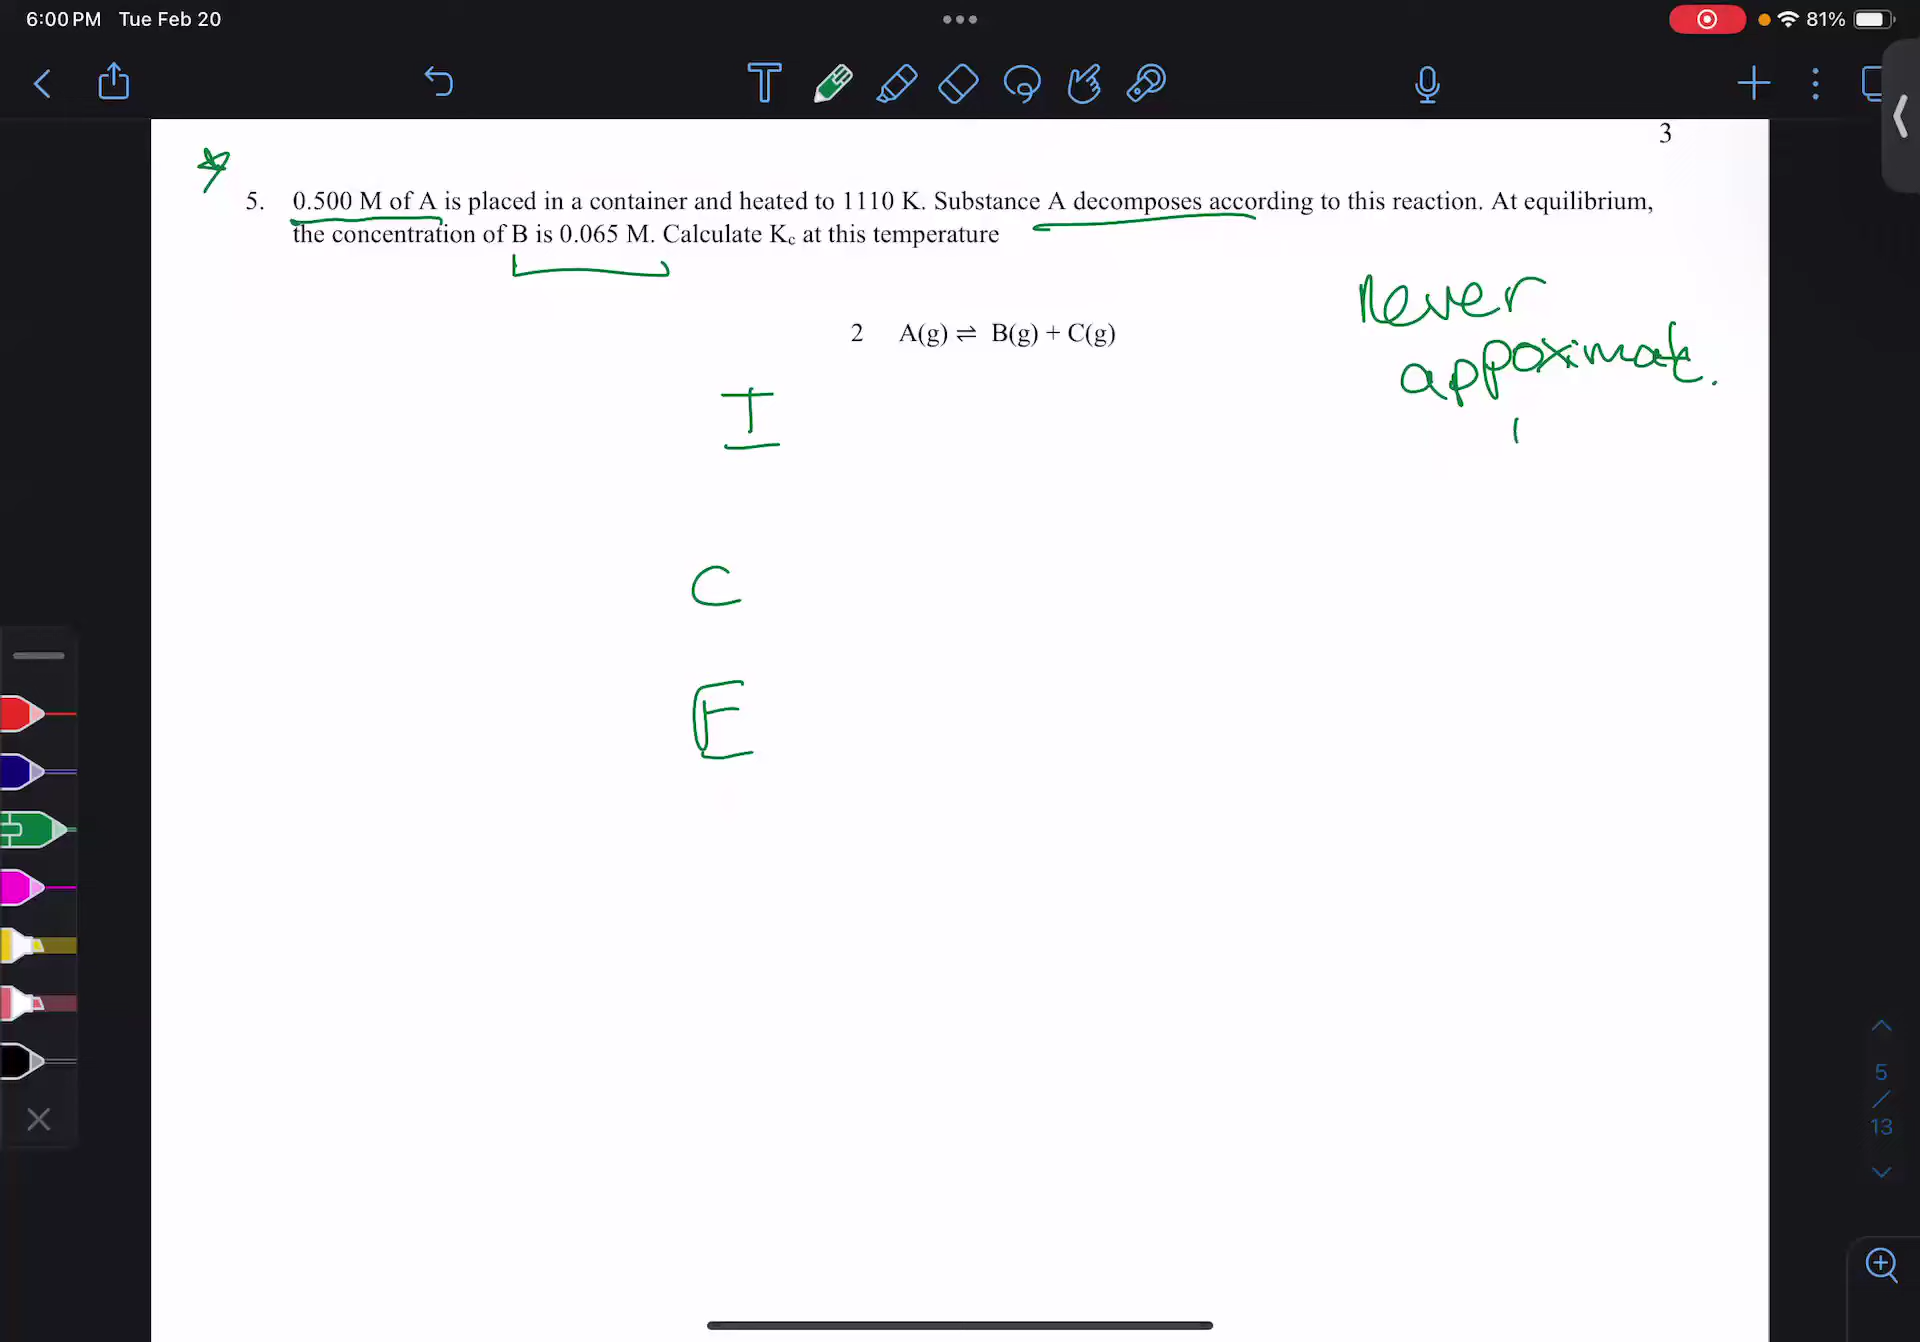 6:00 PM Tue Feb 20
81%
3
5. 0.500 M of A is placed in a container and heated to 1110 K. Substance A decomposes according to this reaction. At equilibrium,
the concentration of B is 0.065 M. Calculate Kc at this temperature
2 A(g) ⇌ B(g) + C(g)
Never
appoximate.
I
C
E
5
/
13